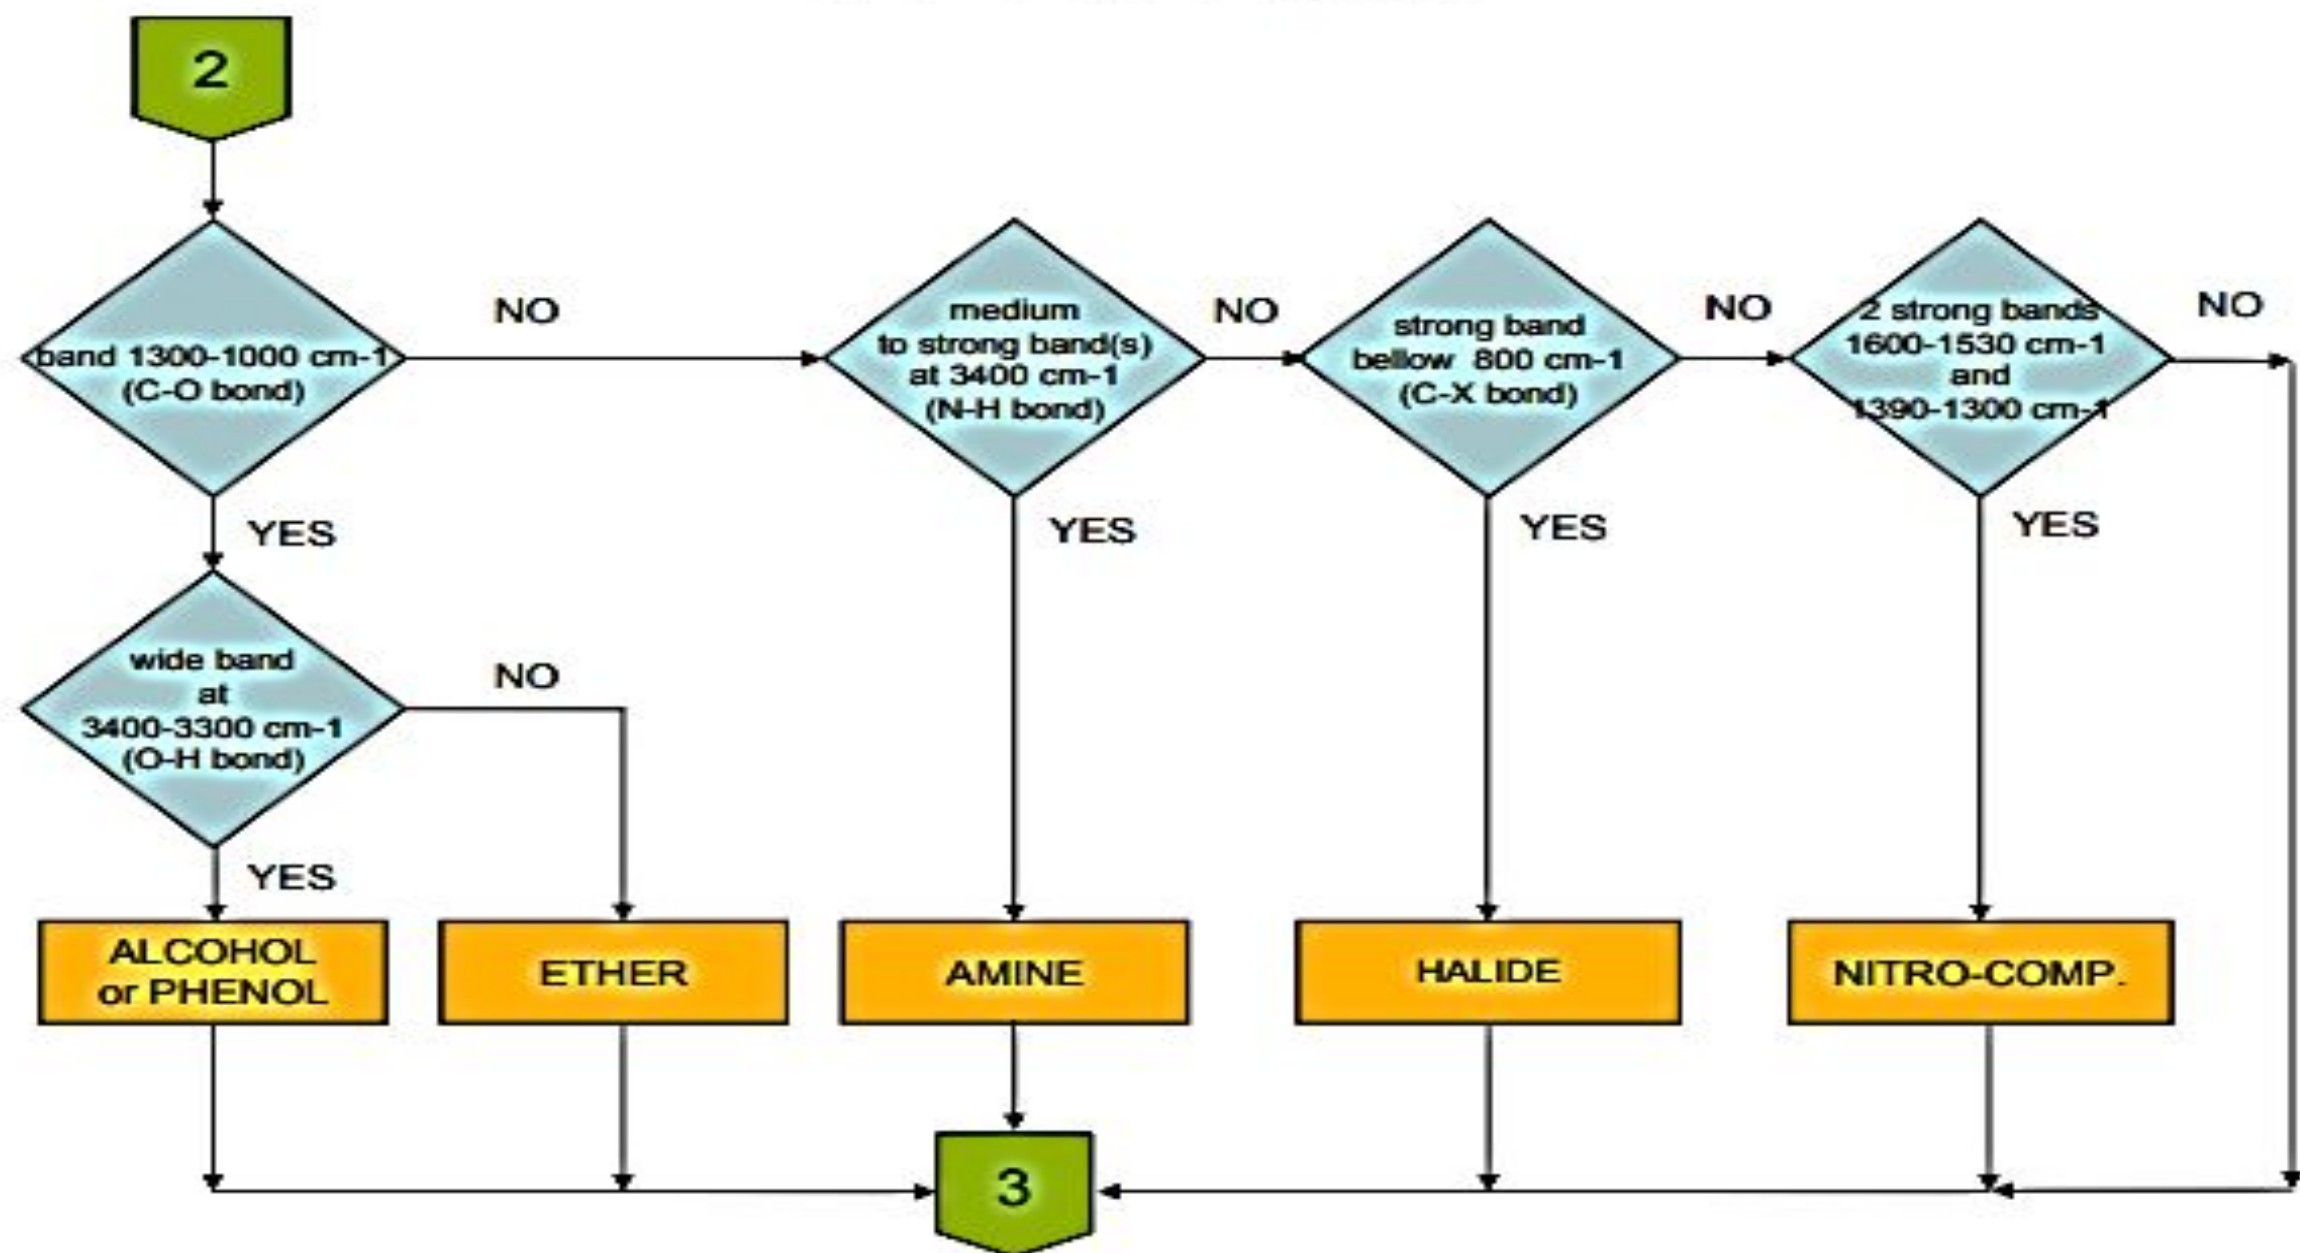 2
band 1300-1000 cm-1
(C-O bond)
NO
medium
to strong band(s)
at 3400 cm-1
(N-H bond)
NO
strong band
bellow 800 cm-1
(C-X bond)
NO
2 strong bands
1600-1530 cm-1
and
1390-1300 cm-1
NO
YES
YES
YES
YES
wide band
at
3400-3300 cm-1
(O-H bond)
NO
YES
ALCOHOL
or PHENOL
ETHER
AMINE
HALIDE
NITRO-COMP.
3